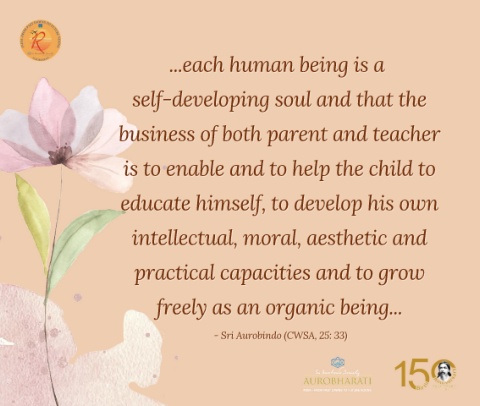 ...each human being is a
self-developing soul and that the
business of both parent and teacher
is to enable and to help the child to
educate himself, to develop his own
intellectual, moral, aesthetic and
practical capacities and to grow
freely as an organic being...
- Sri Aurobindo (CWSA, 25: 33)
AUROBHARATI
150